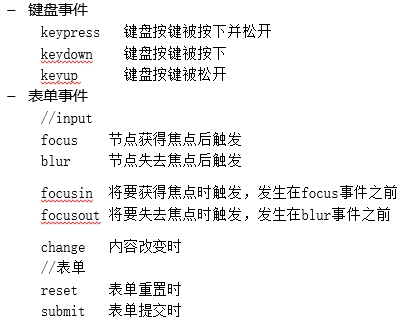 – 键盘事件
keypress 键盘按键被按下并松开
keydown 键盘按键被按下
keyup 键盘按键被松开
– 表单事件
//input
focus 节点获得焦点后触发
blur 节点失去焦点后触发
focusin 将要获得焦点时触发，发生在focus事件之前
focusout 将要失去焦点时触发，发生在blur事件之前
change 内容改变时
//表单
reset 表单重置时
submit 表单提交时